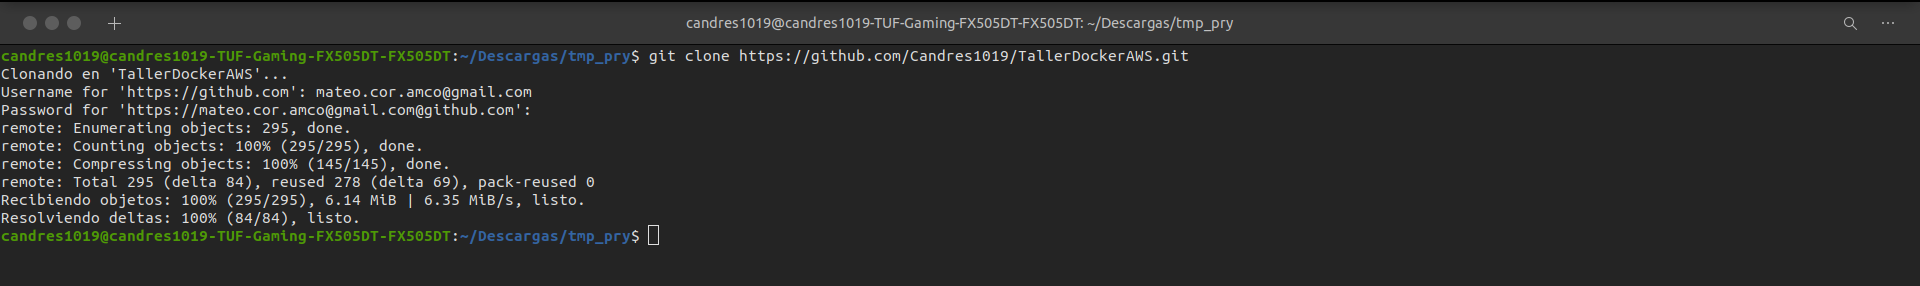 candres1019@candres1019-TUF-Gaming-FX505DT-FX505DT: ~/Descargas/tmp_pry
candres1019@candres1019-TUF-Gaming-FX505DT-FX505DT:~/Descargas/tmp_pry$ git clone https://github.com/Candres1019/TallerDockerAWS.git
Clonando en 'TallerDockerAWS'...
Username for 'https://github.com': mateo.cor.amco@gmail.com
Password for 'https://mateo.cor.amco@gmail.com@github.com':
remote: Enumerating objects: 295, done.
remote: Counting objects: 100% (295/295), done.
remote: Compressing objects: 100% (145/145), done.
remote: Total 295 (delta 84), reused 278 (delta 69), pack-reused 0
Recibiendo objetos: 100% (295/295), 6.14 MiB | 6.35 MiB/s, listo.
Resolviendo deltas: 100% (84/84), listo.
candres1019@candres1019-TUF-Gaming-FX505DT-FX505DT:~/Descargas/tmp_pry$